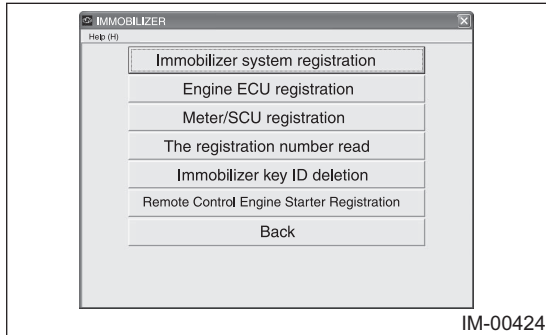 IMMOBILIZER
Help (H)
Immobilizer system registration
Engine ECU registration
Meter/SCU registration
The registration number read
Immobilizer key ID deletion
Remote Control Engine Starter Registration
Back
IM-00424